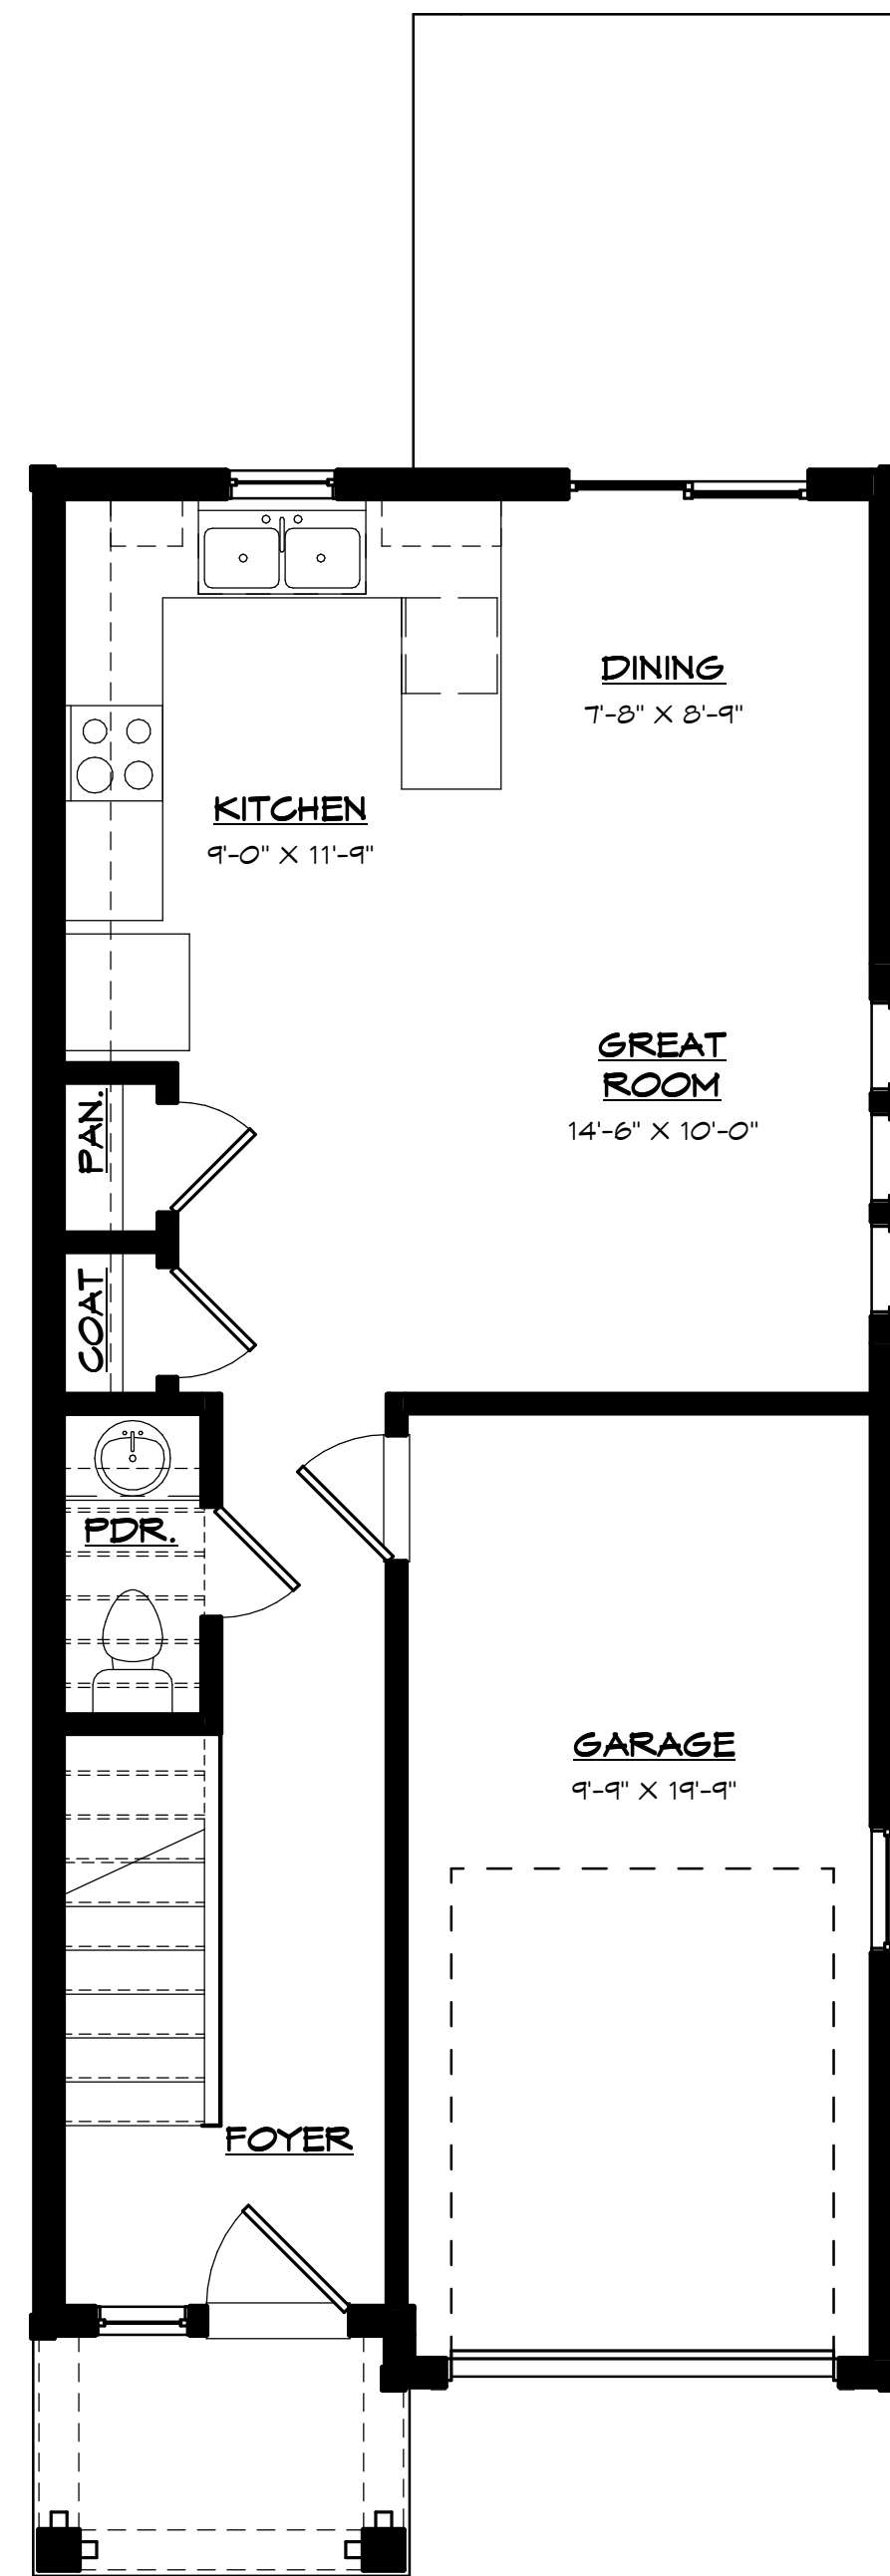 DINING
7'-8" X 8'-9"
KITCHEN
9'-0" X 11'-9"
GREAT
ROOM
14'-6" X 10'-0"
PAN.
COAT
PDR.
GARAGE
9'-9" X 19'-9"
FOYER